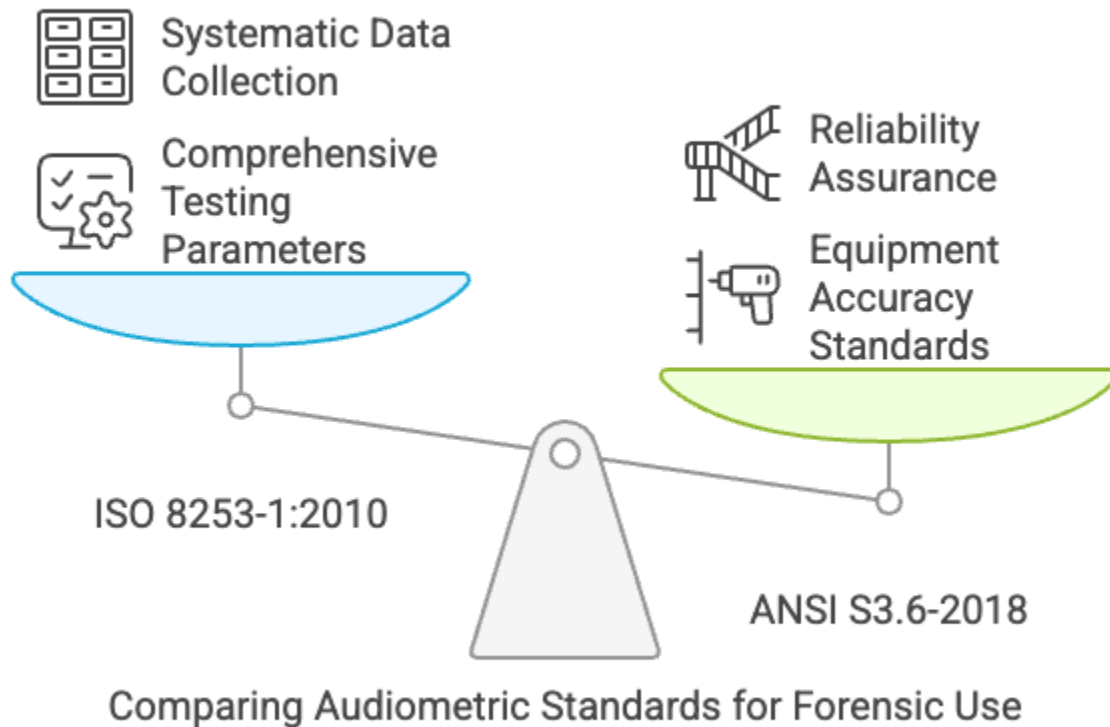 Systematic Data
Collection
Comprehensive
Testing
Parameters
Reliability
Assurance
Equipment
Accuracy
Standards
ISO 8253-1:2010
ANSI S3.6-2018
Comparing Audiometric Standards for Forensic Use